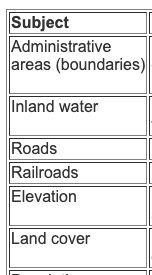 Subject
Administrative
areas (boundaries)
Inland water
Roads
Railroads
Elevation
Land cover